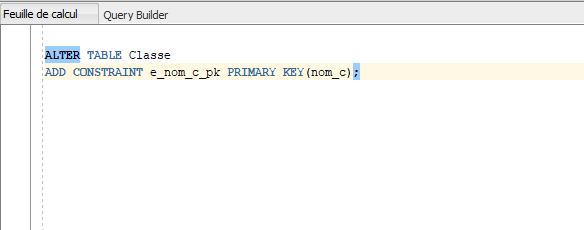 Feuille de calcul
Query Builder
ALTER TABLE Classe
ADD CONSTRAINT e_nom_c_pk PRIMARY KEY(nom_c);